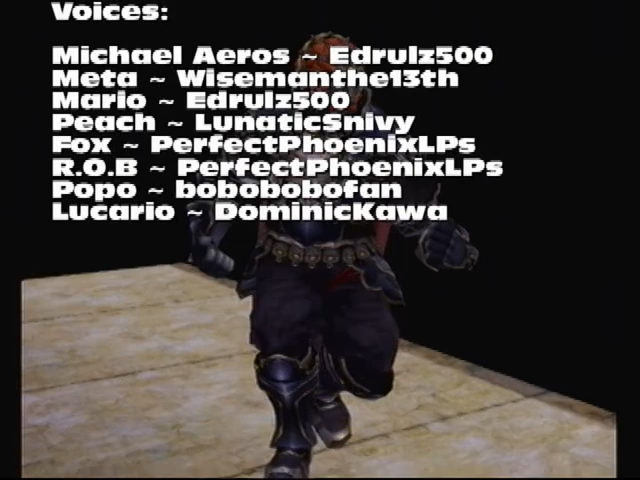 Voices:
Michael Aeros ~ Edrulz500
Meta ~ Wisemanthe13th
Mario ~ Edrulz500
Peach ~ LunaticSnivy
Fox ~ PerfectPhoenixLPs
R.O.B ~ PerfectPhoenixLPs
Popo ~ bobobobofan
Lucario ~ DominicKawa